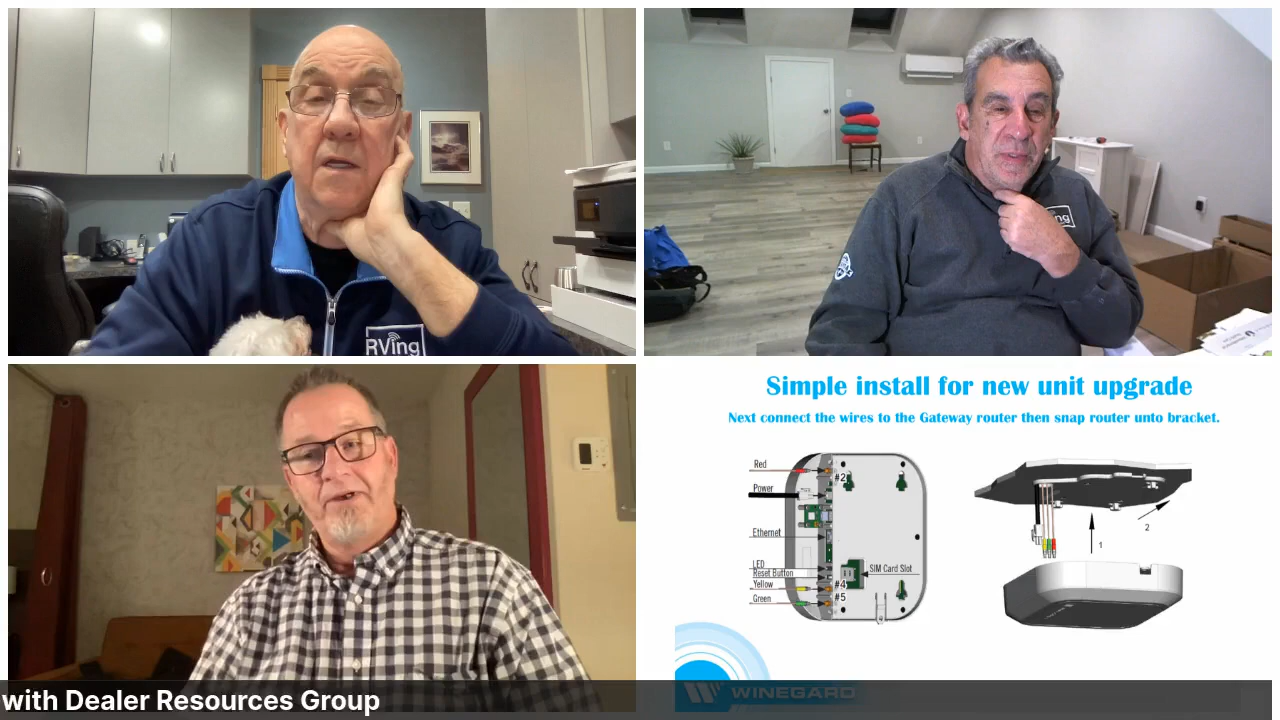 RVing
ng
Simple install for new unit upgrade
Next connect the wires to the Gateway router then snap router unto bracket.
Red
#2
Power
Ethernet
LED
Reset Button
Yellow
#4
Green
#5
SIM Card Slot
1
2
WINEGARD
with Dealer Resources Group